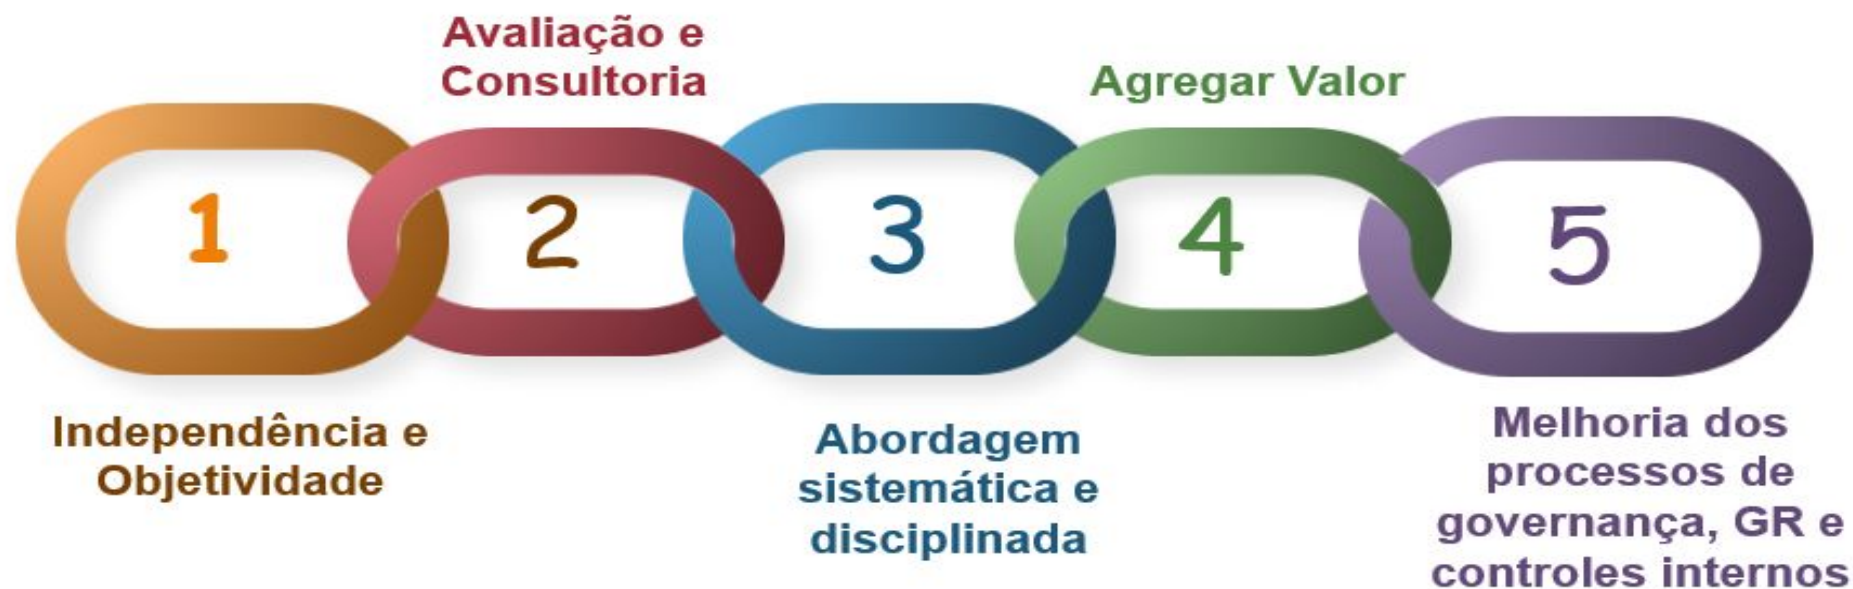 1
Independência e
Objetividade
Avaliação e
Consultoria
2
3
Abordagem
sistemática e
disciplinada
Agregar Valor
4
5
Melhoria dos
processos de
governança, GR e
controles internos